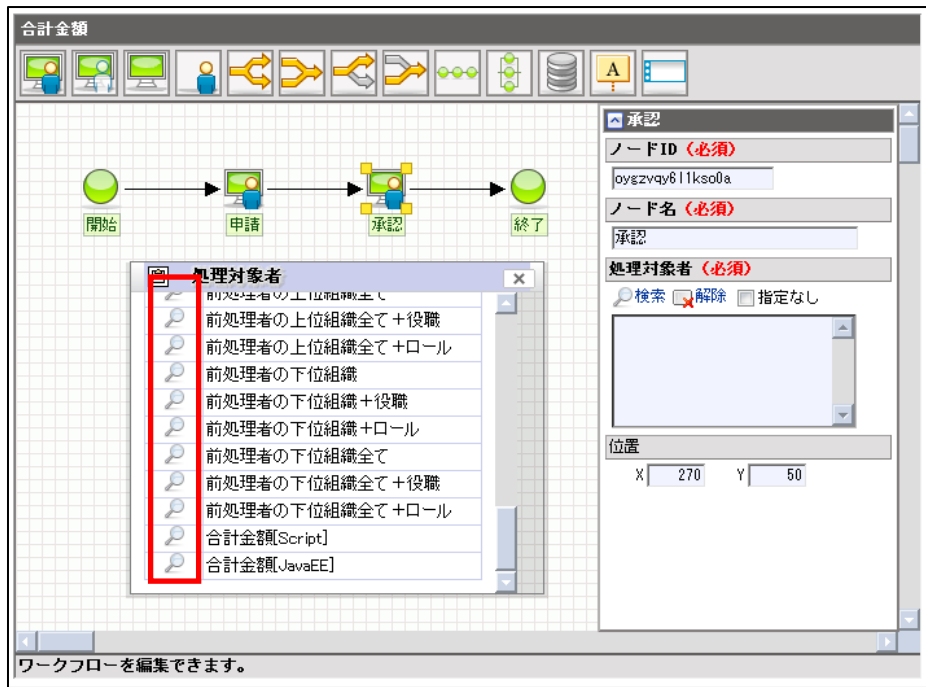 合計金額
A
承認
ノードID（必須）
oygzvqy6l1kso0a
ノード名（必須）
承認
処理対象者（必須）
検索 解除 指定なし
位置
X 270 Y 50
開始
申請
承認
終了
処理対象者
前処理者の上位組織全て
前処理者の上位組織全て+役職
前処理者の上位組織全て+ロール
前処理者の下位組織
前処理者の下位組織+役職
前処理者の下位組織+ロール
前処理者の下位組織全て
前処理者の下位組織全て+役職
前処理者の下位組織全て+ロール
合計金額[Script]
合計金額[JavaEE]
ワークフローを編集できます。